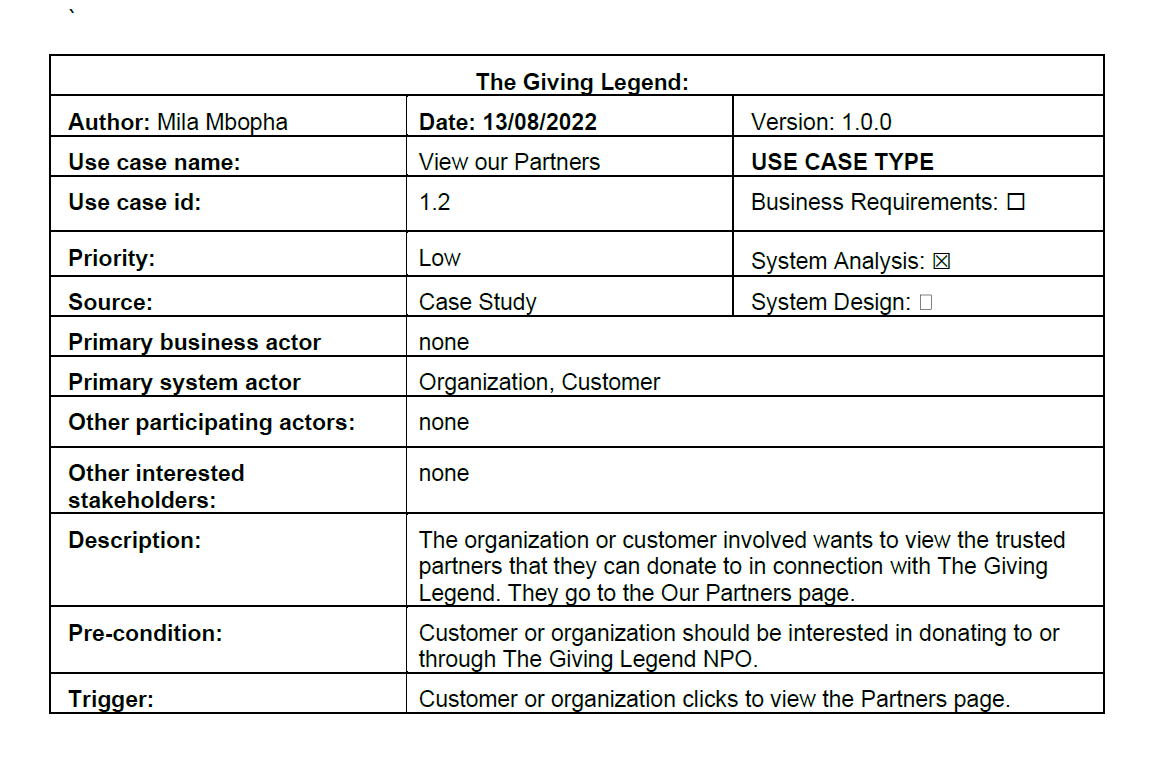 `
The Giving Legend:
Author: Mila Mbopha Date: 13/08/2022 Version: 1.0.0
Use case name: View our Partners USE CASE TYPE
Use case id: 1.2 Business Requirements: ☐
Priority: Low System Analysis: ☒
Source: Case Study System Design: ☐
Primary business actor none
Primary system actor Organization, Customer
Other participating actors: none
Other interested
stakeholders:
none
Description:
The organization or customer involved wants to view the trusted
partners that they can donate to in connection with The Giving
Legend. They go to the Our Partners page.
Pre-condition:
Customer or organization should be interested in donating to or
through The Giving Legend NPO.
Trigger: Customer or organization clicks to view the Partners page.